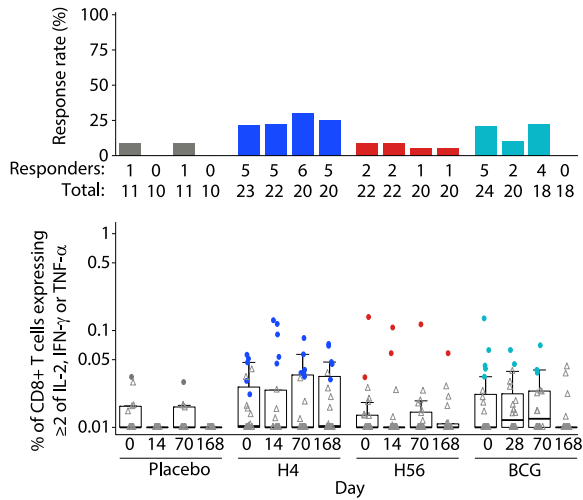 Response rate (%)
100
75
50
25
0
Responders: 1 0 1 0 5 5 6 5 2 2 1 1 5 2 4 0
Total: 11 10 11 10 23 22 20 20 22 22 20 20 24 20 18 18
% of CD8+ T cells expressing
≥2 of IL-2, IFN-γ or TNF-α
1
0.1
0.05
0.01
0 14 70 168 0 14 70 168 0 14 70 168 0 28 70 168
Placebo H4 H56 BCG
Day